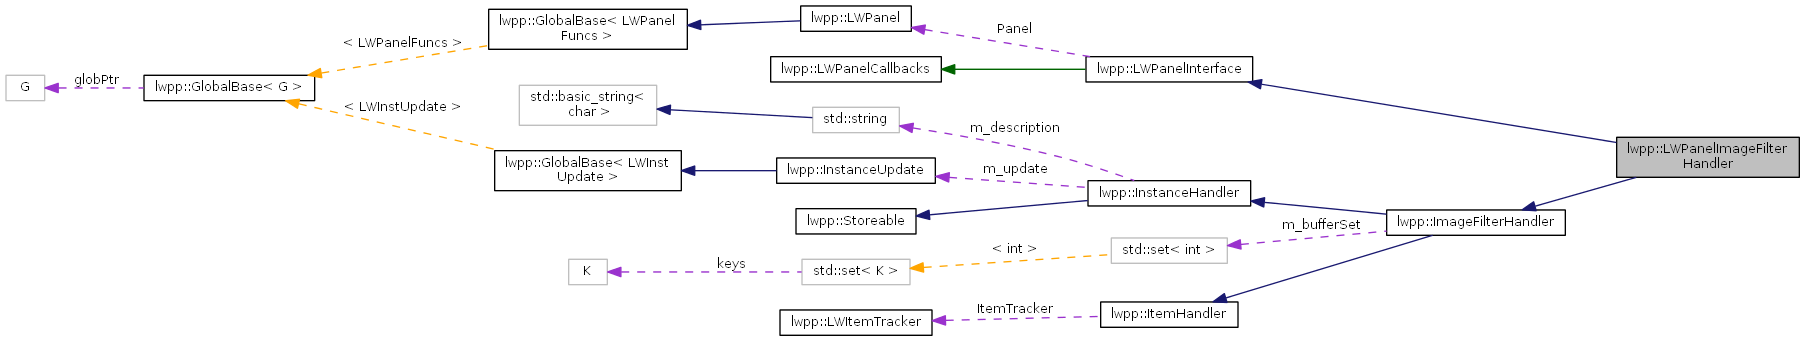 lwpp::GlobalBase< LWPanel
Funcs >
lwpp::LWPanel
Panel
< LWPanelFuncs >
lwpp::LWPanelCallbacks
lwpp::LWPanelInterface
globPtr
G
lwpp::GlobalBase< G >
< LWInstUpdate >
std::basic_string<
char >
std::string
m_description
lwpp::LWPanelImageFilter
Handler
lwpp::GlobalBase< LWInst
Update >
lwpp::InstanceUpdate
m_update
lwpp::InstanceHandler
lwpp::Storeable
lwpp::ImageFilterHandler
m_bufferSet
std::set< int >
< int >
std::set< K >
keys
K
lwpp::LWItemTracker
ItemTracker
lwpp::ItemHandler